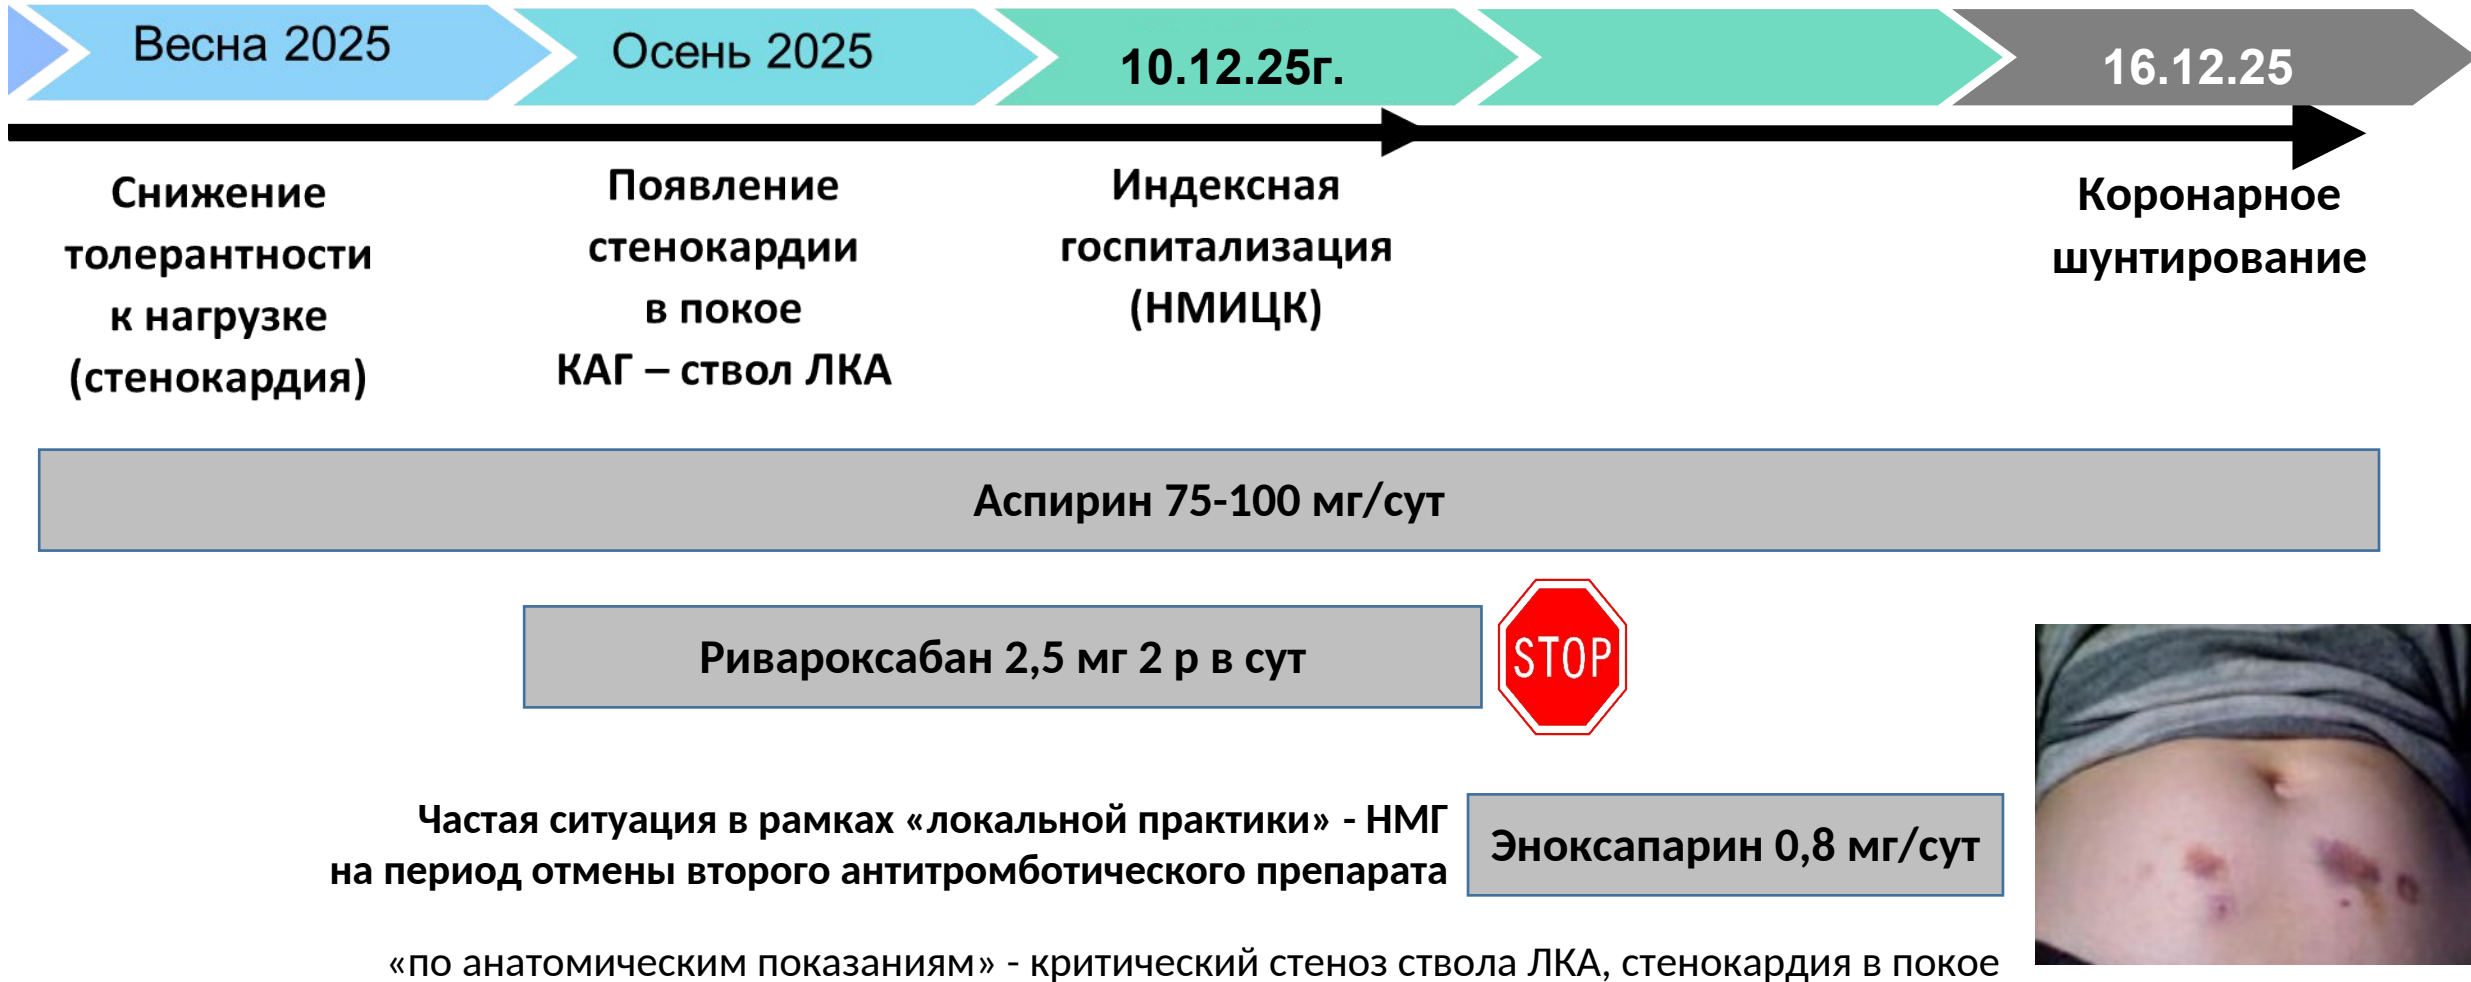 Весна 2025
Осень 2025
10.12.25г.
16.12.25
Снижение
толерантности
к нагрузке
(стенокардия)
Появление
стенокардии
в покое
КАГ – ствол ЛКА
Индексная
госпитализация
(НМИЦК)
Коронарное
шунтирование
Аспирин 75-100 мг/сут
Ривароксабан 2,5 мг 2 р в сут
STOP
Частая ситуация в рамках «локальной практики» - НМГ
на период отмены второго антитромботического препарата
Эноксапарин 0,8 мг/сут
«по анатомическим показаниям» - критический стеноз ствола ЛКА, стенокардия в покое